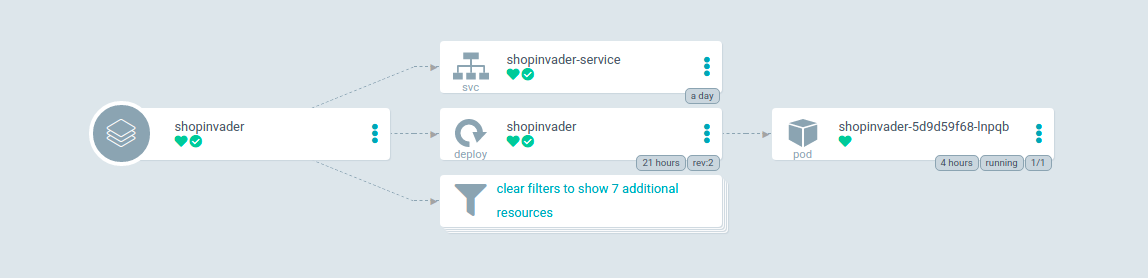 shopinvader
shopinvader-service
svc
a day
shopinvader
deploy
21 hours
rev:2
clear filters to show 7 additional
resources
shopinvader-5d9d59f68-lnpqb
pod
4 hours
running
1/1